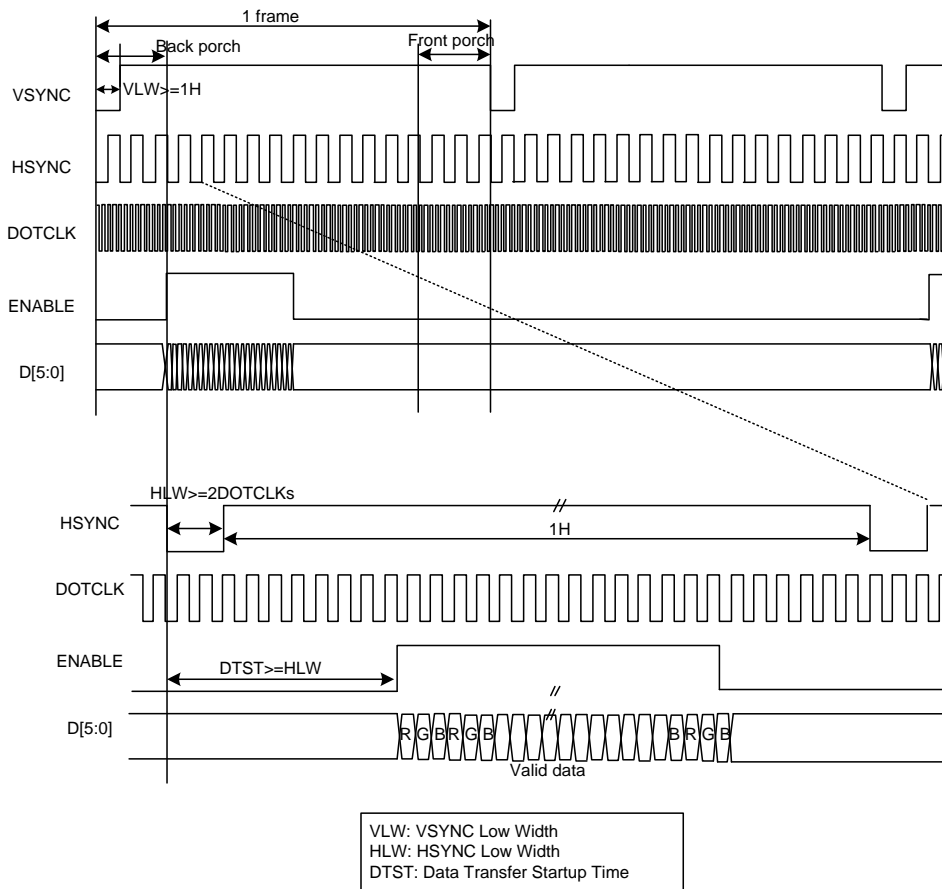 1 frame
Back porch
Front porch
VLW>=1H
VSYNC
HSYNC
DOTCLK
ENABLE
D[5:0]
HLW>=2DOTCLKs
//
HSYNC
1H
DOTCLK
ENABLE
DTST>=HLW
//
D[5:0]
//
R G B R G B B R G B
Valid data
VLW: VSYNC Low Width
HLW: HSYNC Low Width
DTST: Data Transfer Startup Time